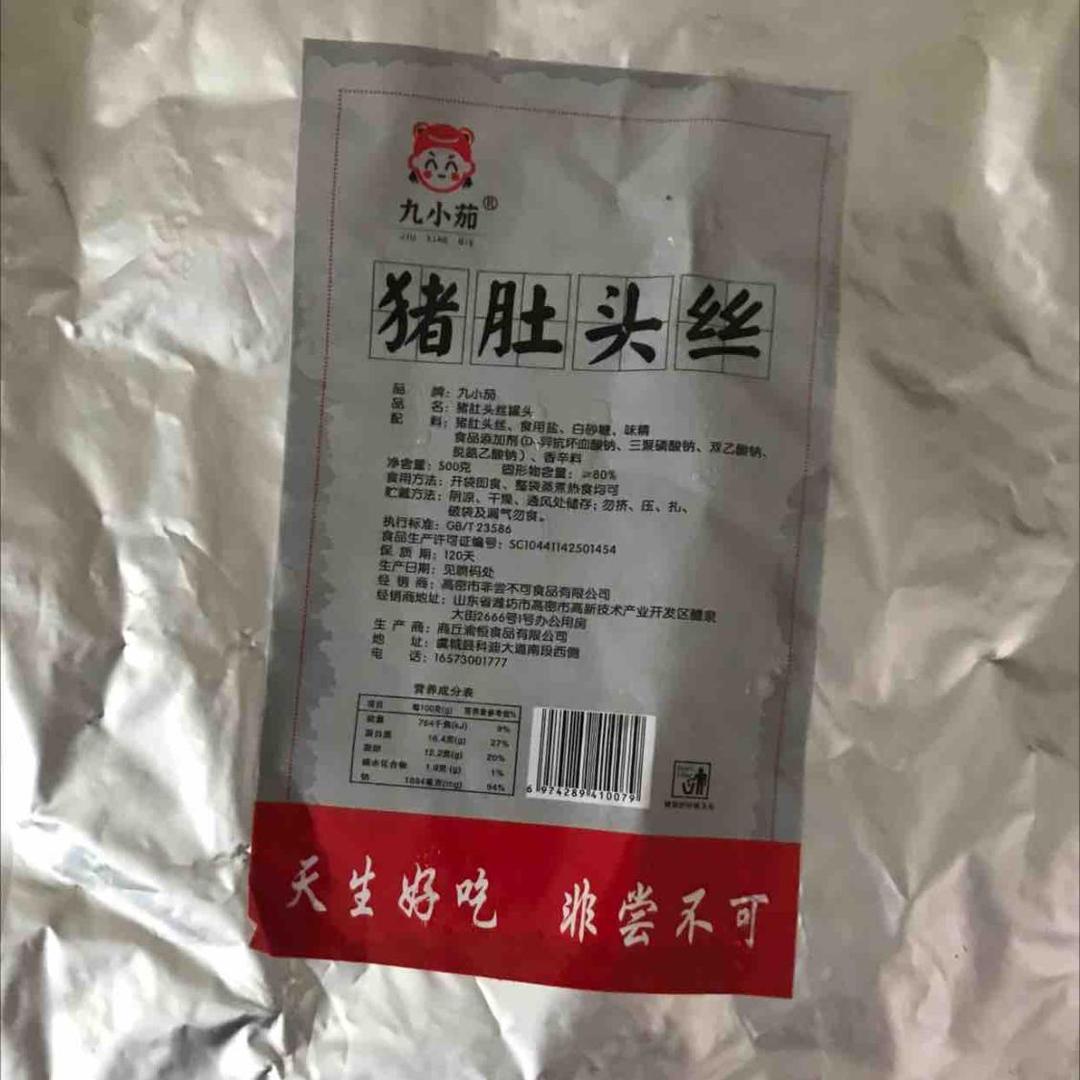 九小茄®
JIU XIAO QIE
猪肚头丝
品 牌：九小茄
品 名：猪肚头丝罐头
配 料：猪肚头丝、食用盐、白砂糖、味精
食品添加剂（D-异抗坏血酸钠、三聚磷酸钠、双乙酸钠、
脱氢乙酸钠）、香辛料
净含量：500克 固形物含量：≥80%
食用方法：开袋即食、整袋蒸煮热食均可
贮藏方法：阴凉、干燥、通风处储存；勿挤、压、扎、
破袋及漏气勿食。
执行标准：GB/T 23586
食品生产许可证编号：SC10441142501454
保 质 期：120天
生产日期：见喷码处
经 销 商：高密市非尝不可食品有限公司
经销商地址：山东省潍坊市高密市高新技术产业开发区醴泉
大街2666号1号办公用房
生 产 商：商丘渝恒食品有限公司
地 址：虞城县科迪大道南段西侧
电 话：16573001777
营养成分表
项目 每100克(g) 营养素参考值%
能量 764千焦(kJ) 9%
蛋白质 16.4克(g) 27%
脂肪 12.2克(g) 20%
碳水化合物 1.9克(g) 1%
钠 1884毫克(mg) 94%
6 974289 410079
天生好吃 非尝不可